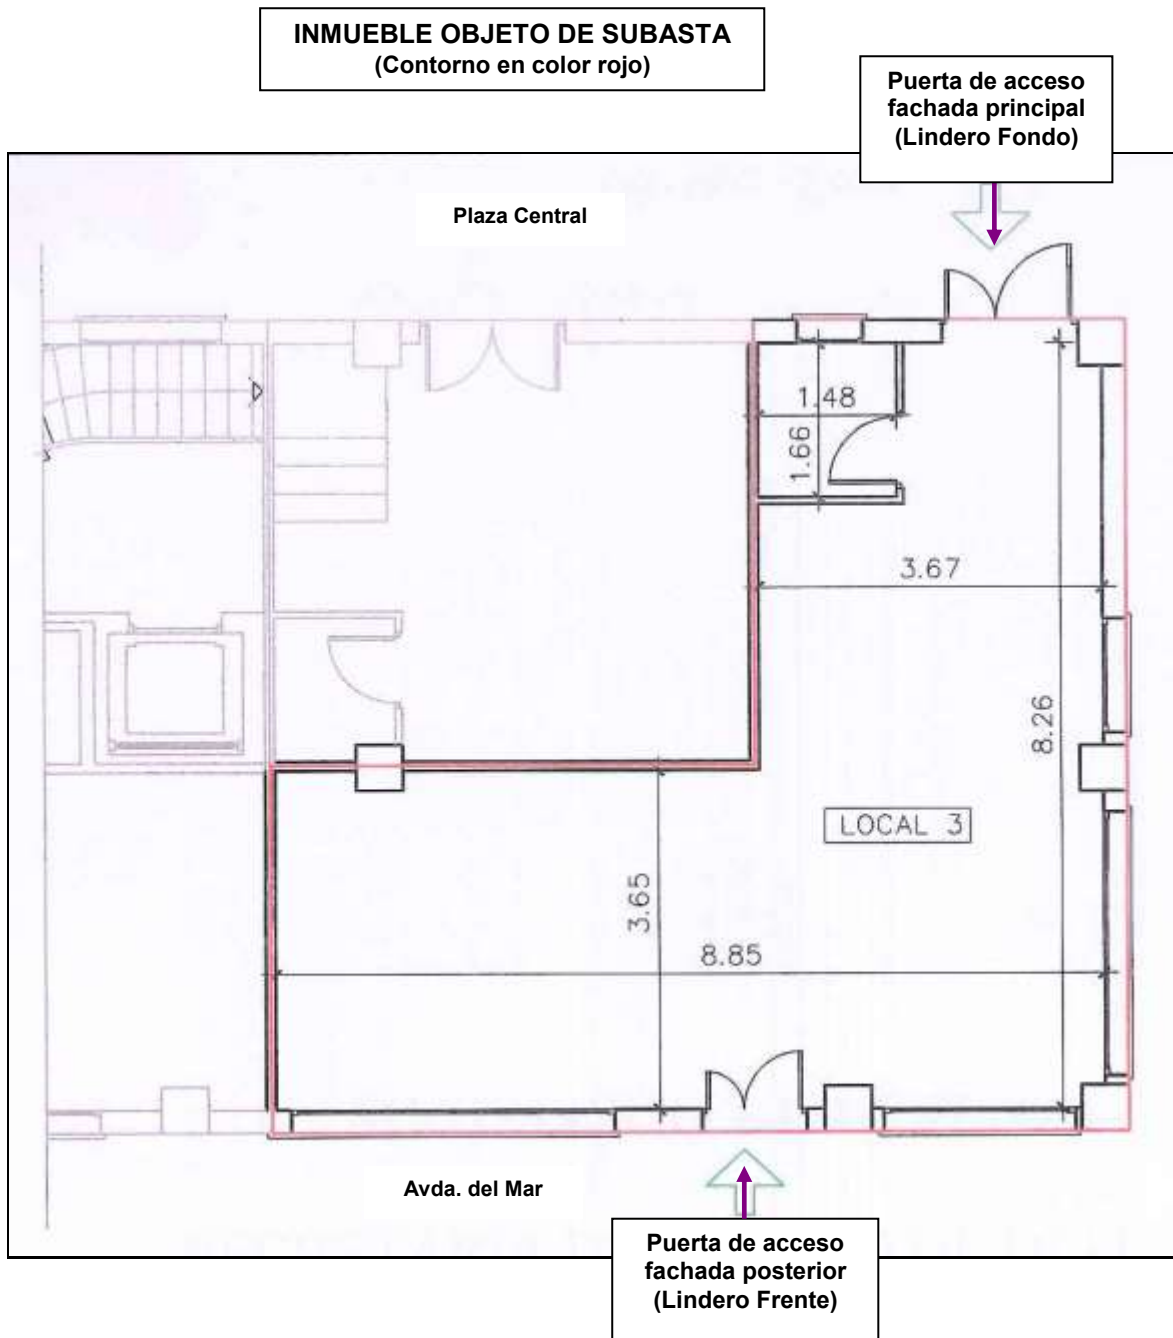 INMUEBLE OBJETO DE SUBASTA
(Contorno en color rojo)
Puerta de acceso
fachada principal
(Lindero Fondo)
Plaza Central
1.48
1.66
3.67
8.26
LOCAL 3
3.65
8.85
Avda. del Mar
Puerta de acceso
fachada posterior
(Lindero Frente)